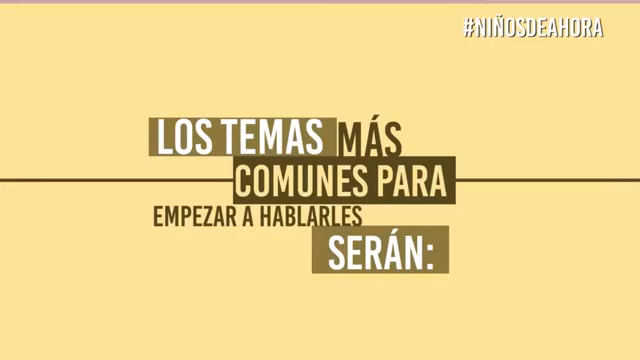 #NIÑOSDEAHORA
LOS TEMAS MÁS
COMUNES PARA
EMPEZAR A HABLARLES
SERÁN: